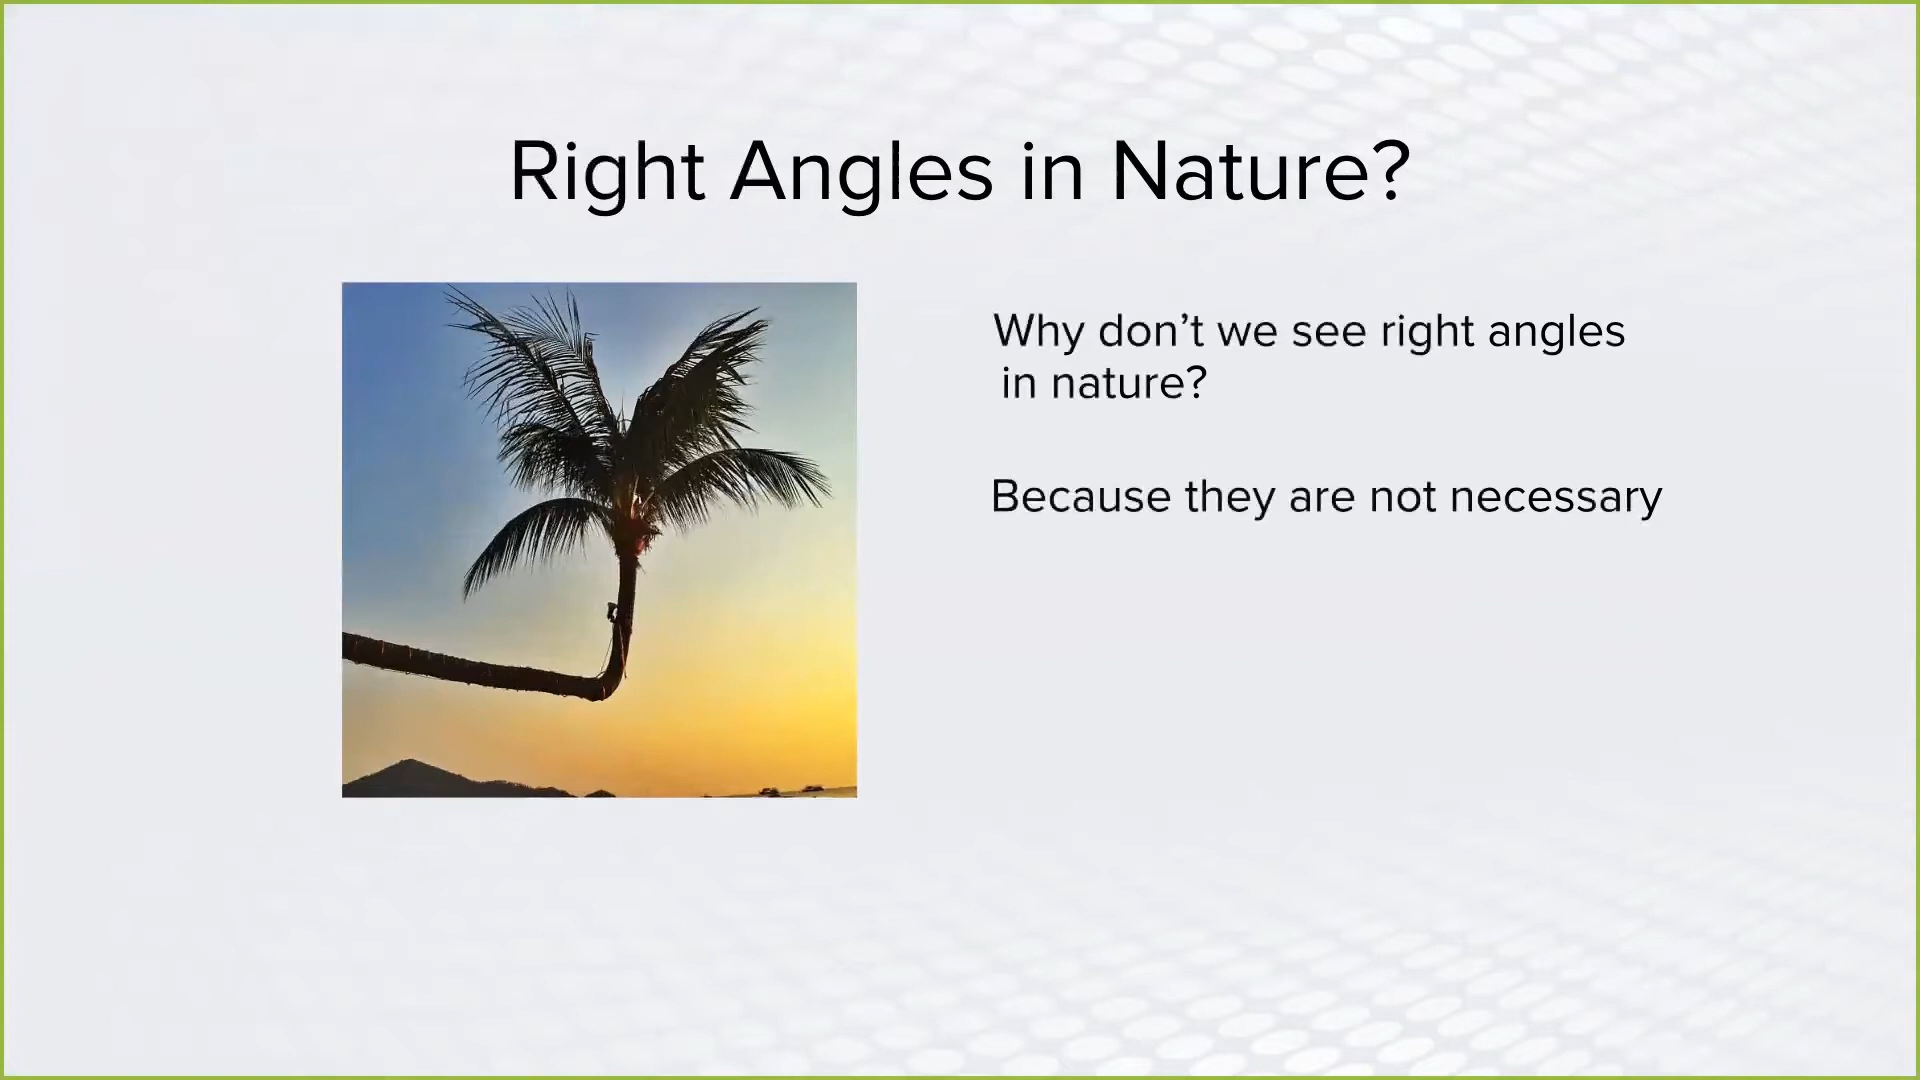 Right Angles in Nature?
Why don’t we see right angles
in nature?
Because they are not necessary